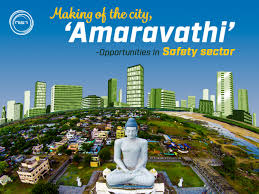 Making of the city,
‘Amaravathi’
-Opportunities in Safety sector